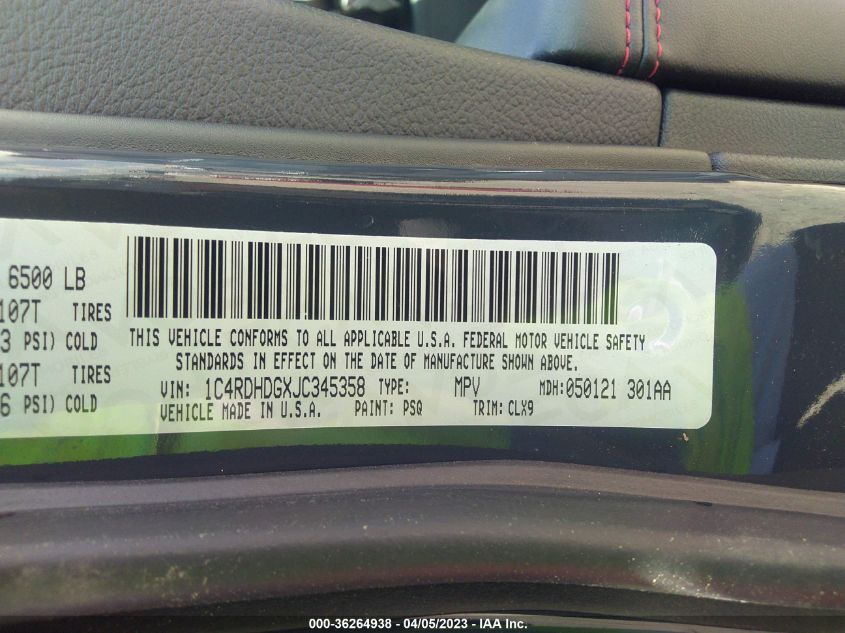 6500 LB
107T TIRES
3 PSI) COLD
107T TIRES
6 PSI) COLD
THIS VEHICLE CONFORMS TO ALL APPLICABLE U.S.A. FEDERAL MOTOR VEHICLE SAFETY
STANDARDS IN EFFECT ON THE DATE OF MANUFACTURE SHOWN ABOVE.
VIN: 1C4RDHDGXJC345358 TYPE: MPV MDH:050121 301AA
VEHICLE MADE IN U.S.A. PAINT: PSQ TRIM: CLX9
000-36264938 - 04/05/2023 - IAA Inc.